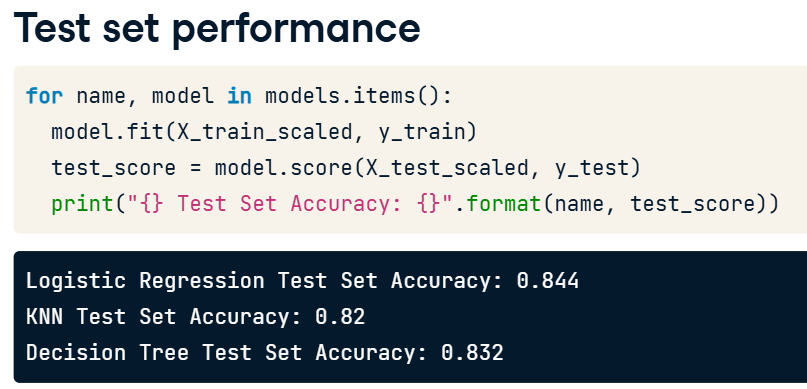 Test set performance
for name, model in models.items():
  model.fit(X_train_scaled, y_train)
  test_score = model.score(X_test_scaled, y_test)
  print("{} Test Set Accuracy: {}".format(name, test_score))
Logistic Regression Test Set Accuracy: 0.844
KNN Test Set Accuracy: 0.82
Decision Tree Test Set Accuracy: 0.832